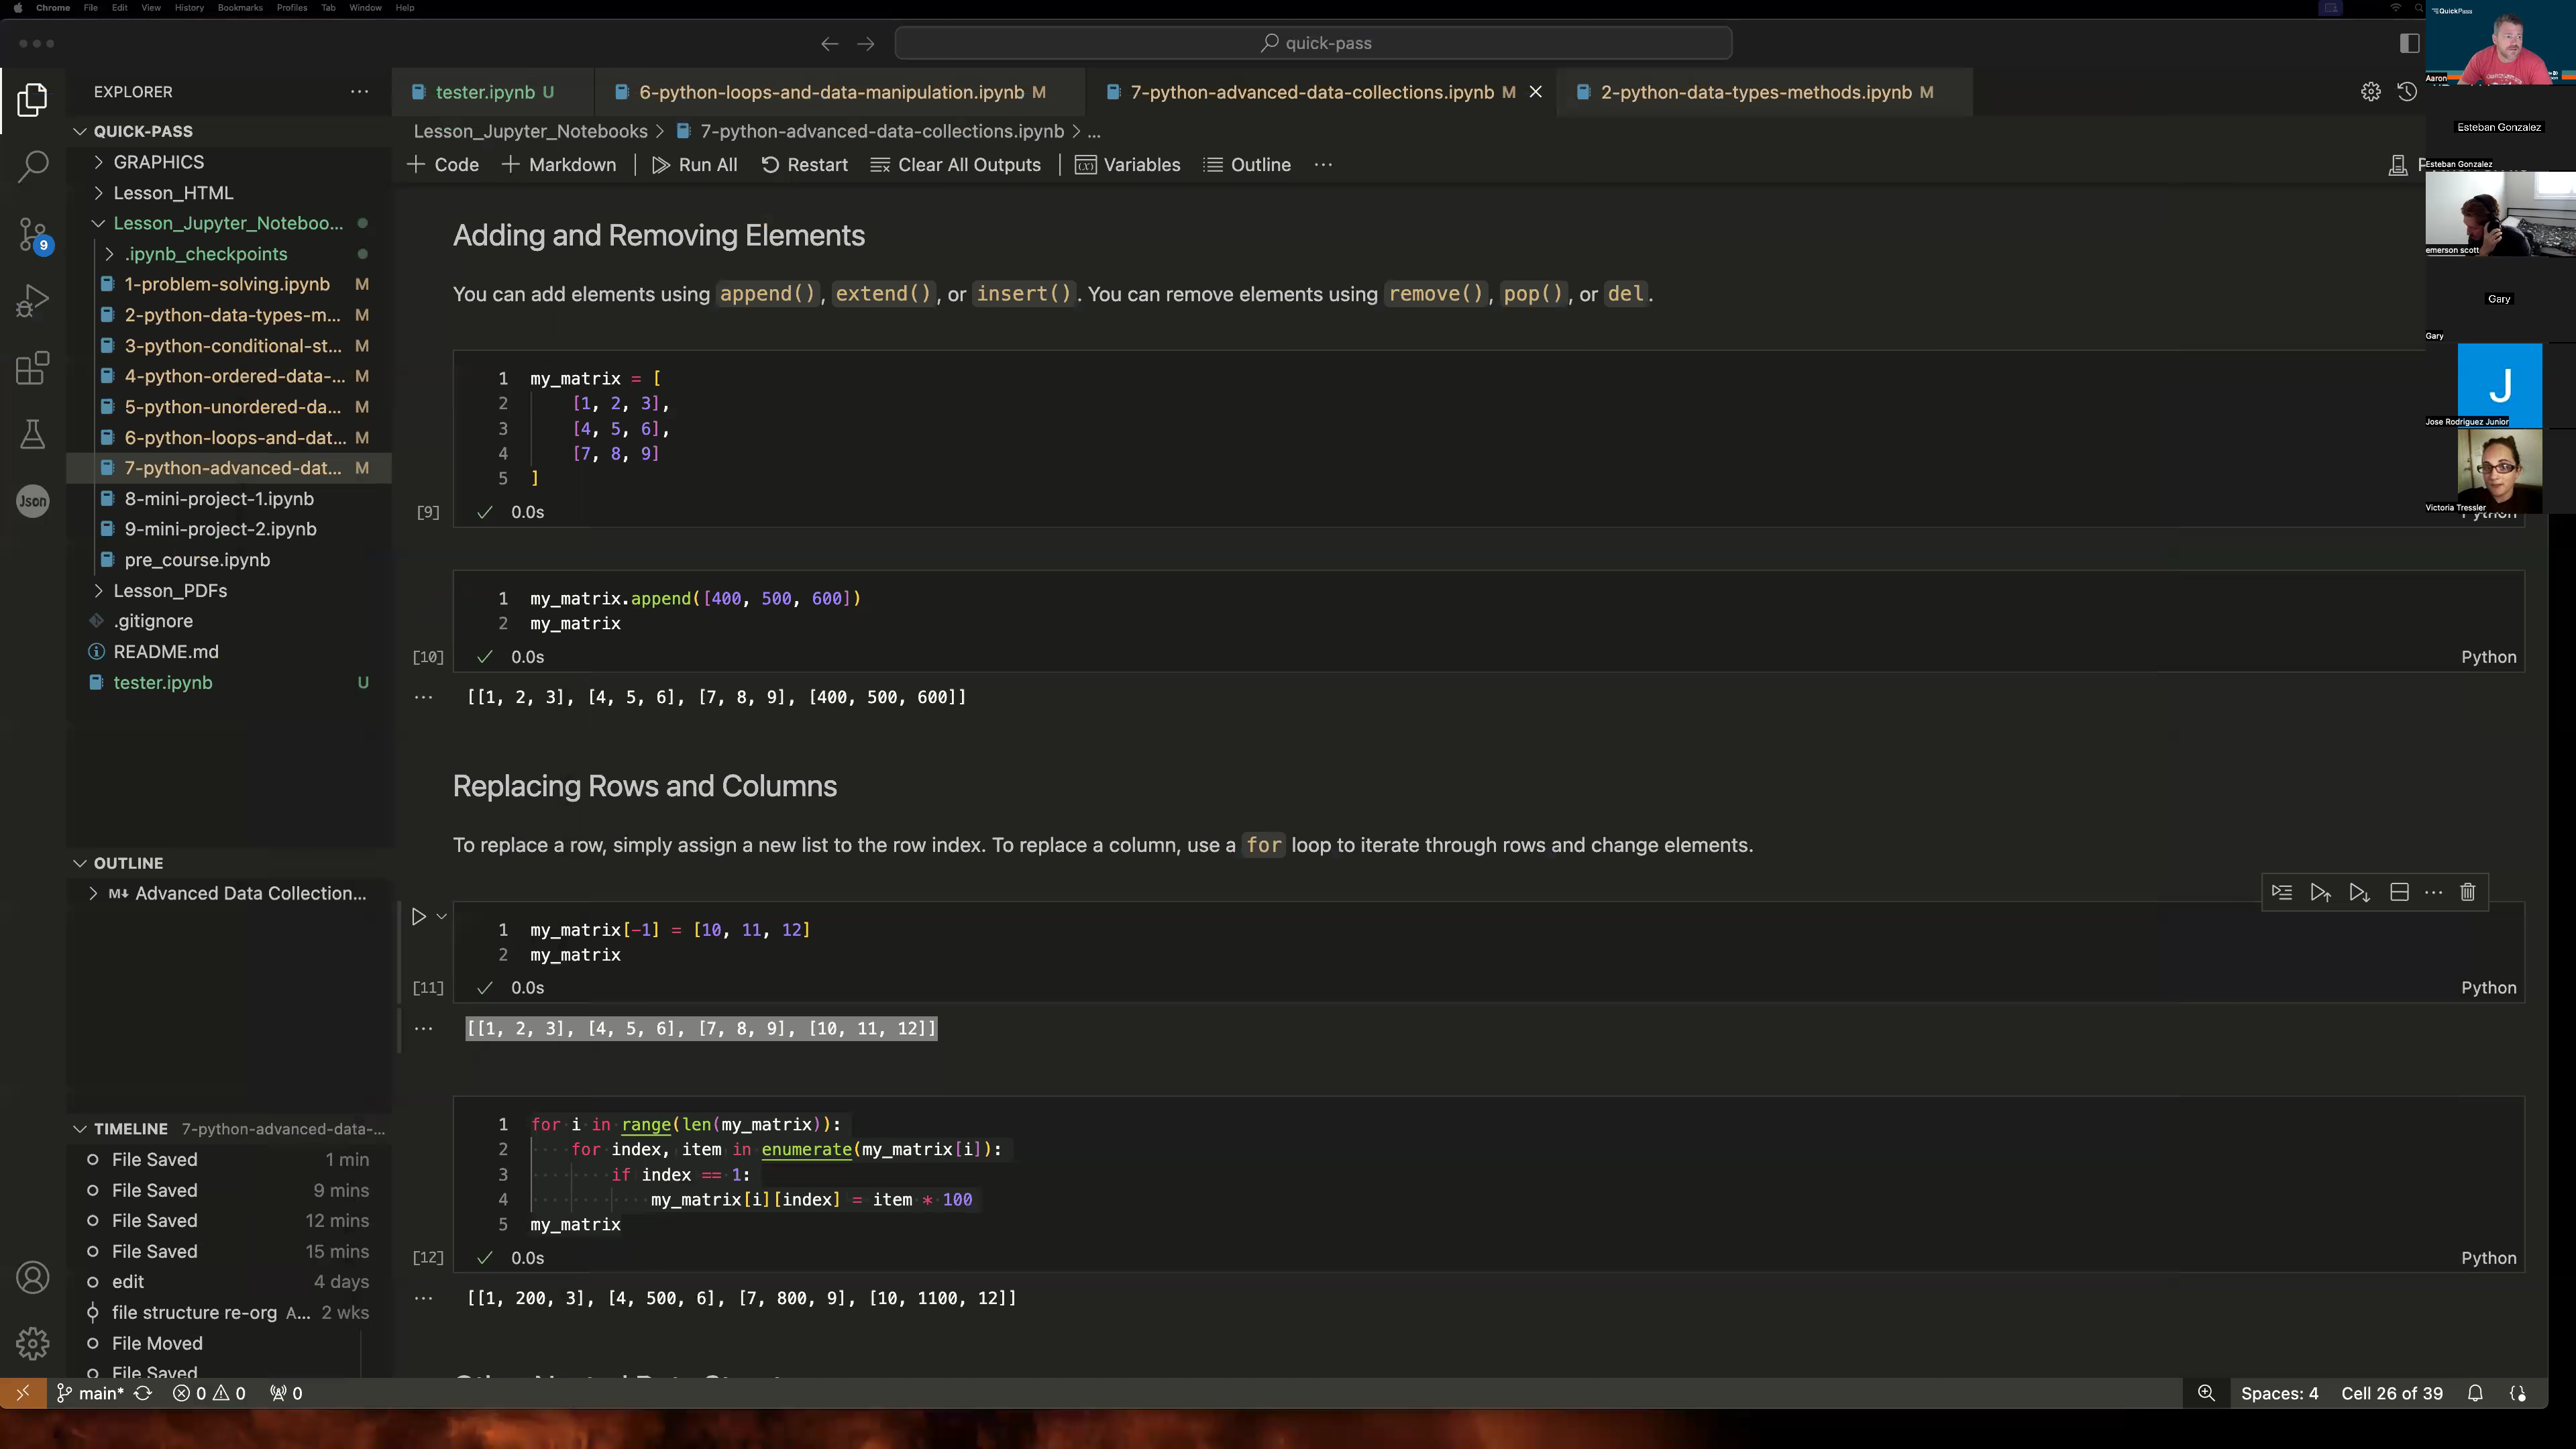 Chrome File Edit View History Bookmarks Profiles Tab Window Help
quick-pass
EXPLORER
QUICK-PASS
GRAPHICS
Lesson_HTML
Lesson_Jupyter_Noteboo...
.ipynb_checkpoints
1-problem-solving.ipynb M
2-python-data-types-m... M
3-python-conditional-st... M
4-python-ordered-data-... M
5-python-unordered-da... M
6-python-loops-and-dat... M
7-python-advanced-dat... M
8-mini-project-1.ipynb
9-mini-project-2.ipynb
pre_course.ipynb
Lesson_PDFs
.gitignore
README.md
tester.ipynb U
OUTLINE
M↓ Advanced Data Collection...
TIMELINE 7-python-advanced-data-...
File Saved 1 min
File Saved 9 mins
File Saved 12 mins
File Saved 15 mins
edit 4 days
file structure re-org A... 2 wks
File Moved
File Saved
9
Json
tester.ipynb U 6-python-loops-and-data-manipulation.ipynb M 7-python-advanced-data-collections.ipynb M 2-python-data-types-methods.ipynb M
Lesson_Jupyter_Notebooks > 7-python-advanced-data-collections.ipynb > ...
+ Code + Markdown Run All Restart Clear All Outputs Variables Outline ...
Adding and Removing Elements
You can add elements using append(), extend(), or insert(). You can remove elements using remove(), pop(), or del.
1 my_matrix = [
2 [1, 2, 3],
3 [4, 5, 6],
4 [7, 8, 9]
5 ]
[9] 0.0s Python
1 my_matrix.append([400, 500, 600])
2 my_matrix
[10] 0.0s Python
... [[1, 2, 3], [4, 5, 6], [7, 8, 9], [400, 500, 600]]
Replacing Rows and Columns
To replace a row, simply assign a new list to the row index. To replace a column, use a for loop to iterate through rows and change elements.
1 my_matrix[-1] = [10, 11, 12]
2 my_matrix
[11] 0.0s Python
... [[1, 2, 3], [4, 5, 6], [7, 8, 9], [10, 11, 12]]
1 for i in range(len(my_matrix)):
2 for index, item in enumerate(my_matrix[i]):
3 if index == 1:
4 my_matrix[i][index] = item * 100
5 my_matrix
[12] 0.0s Python
... [[1, 200, 3], [4, 500, 6], [7, 800, 9], [10, 1100, 12]]
main* 0 0 0 Spaces: 4 Cell 26 of 39
QuickPass
Aaron
Esteban Gonzalez
Esteban Gonzalez
emerson scott
Gary
Gary
J
Jose Rodriguez Junior
Victoria Tressler